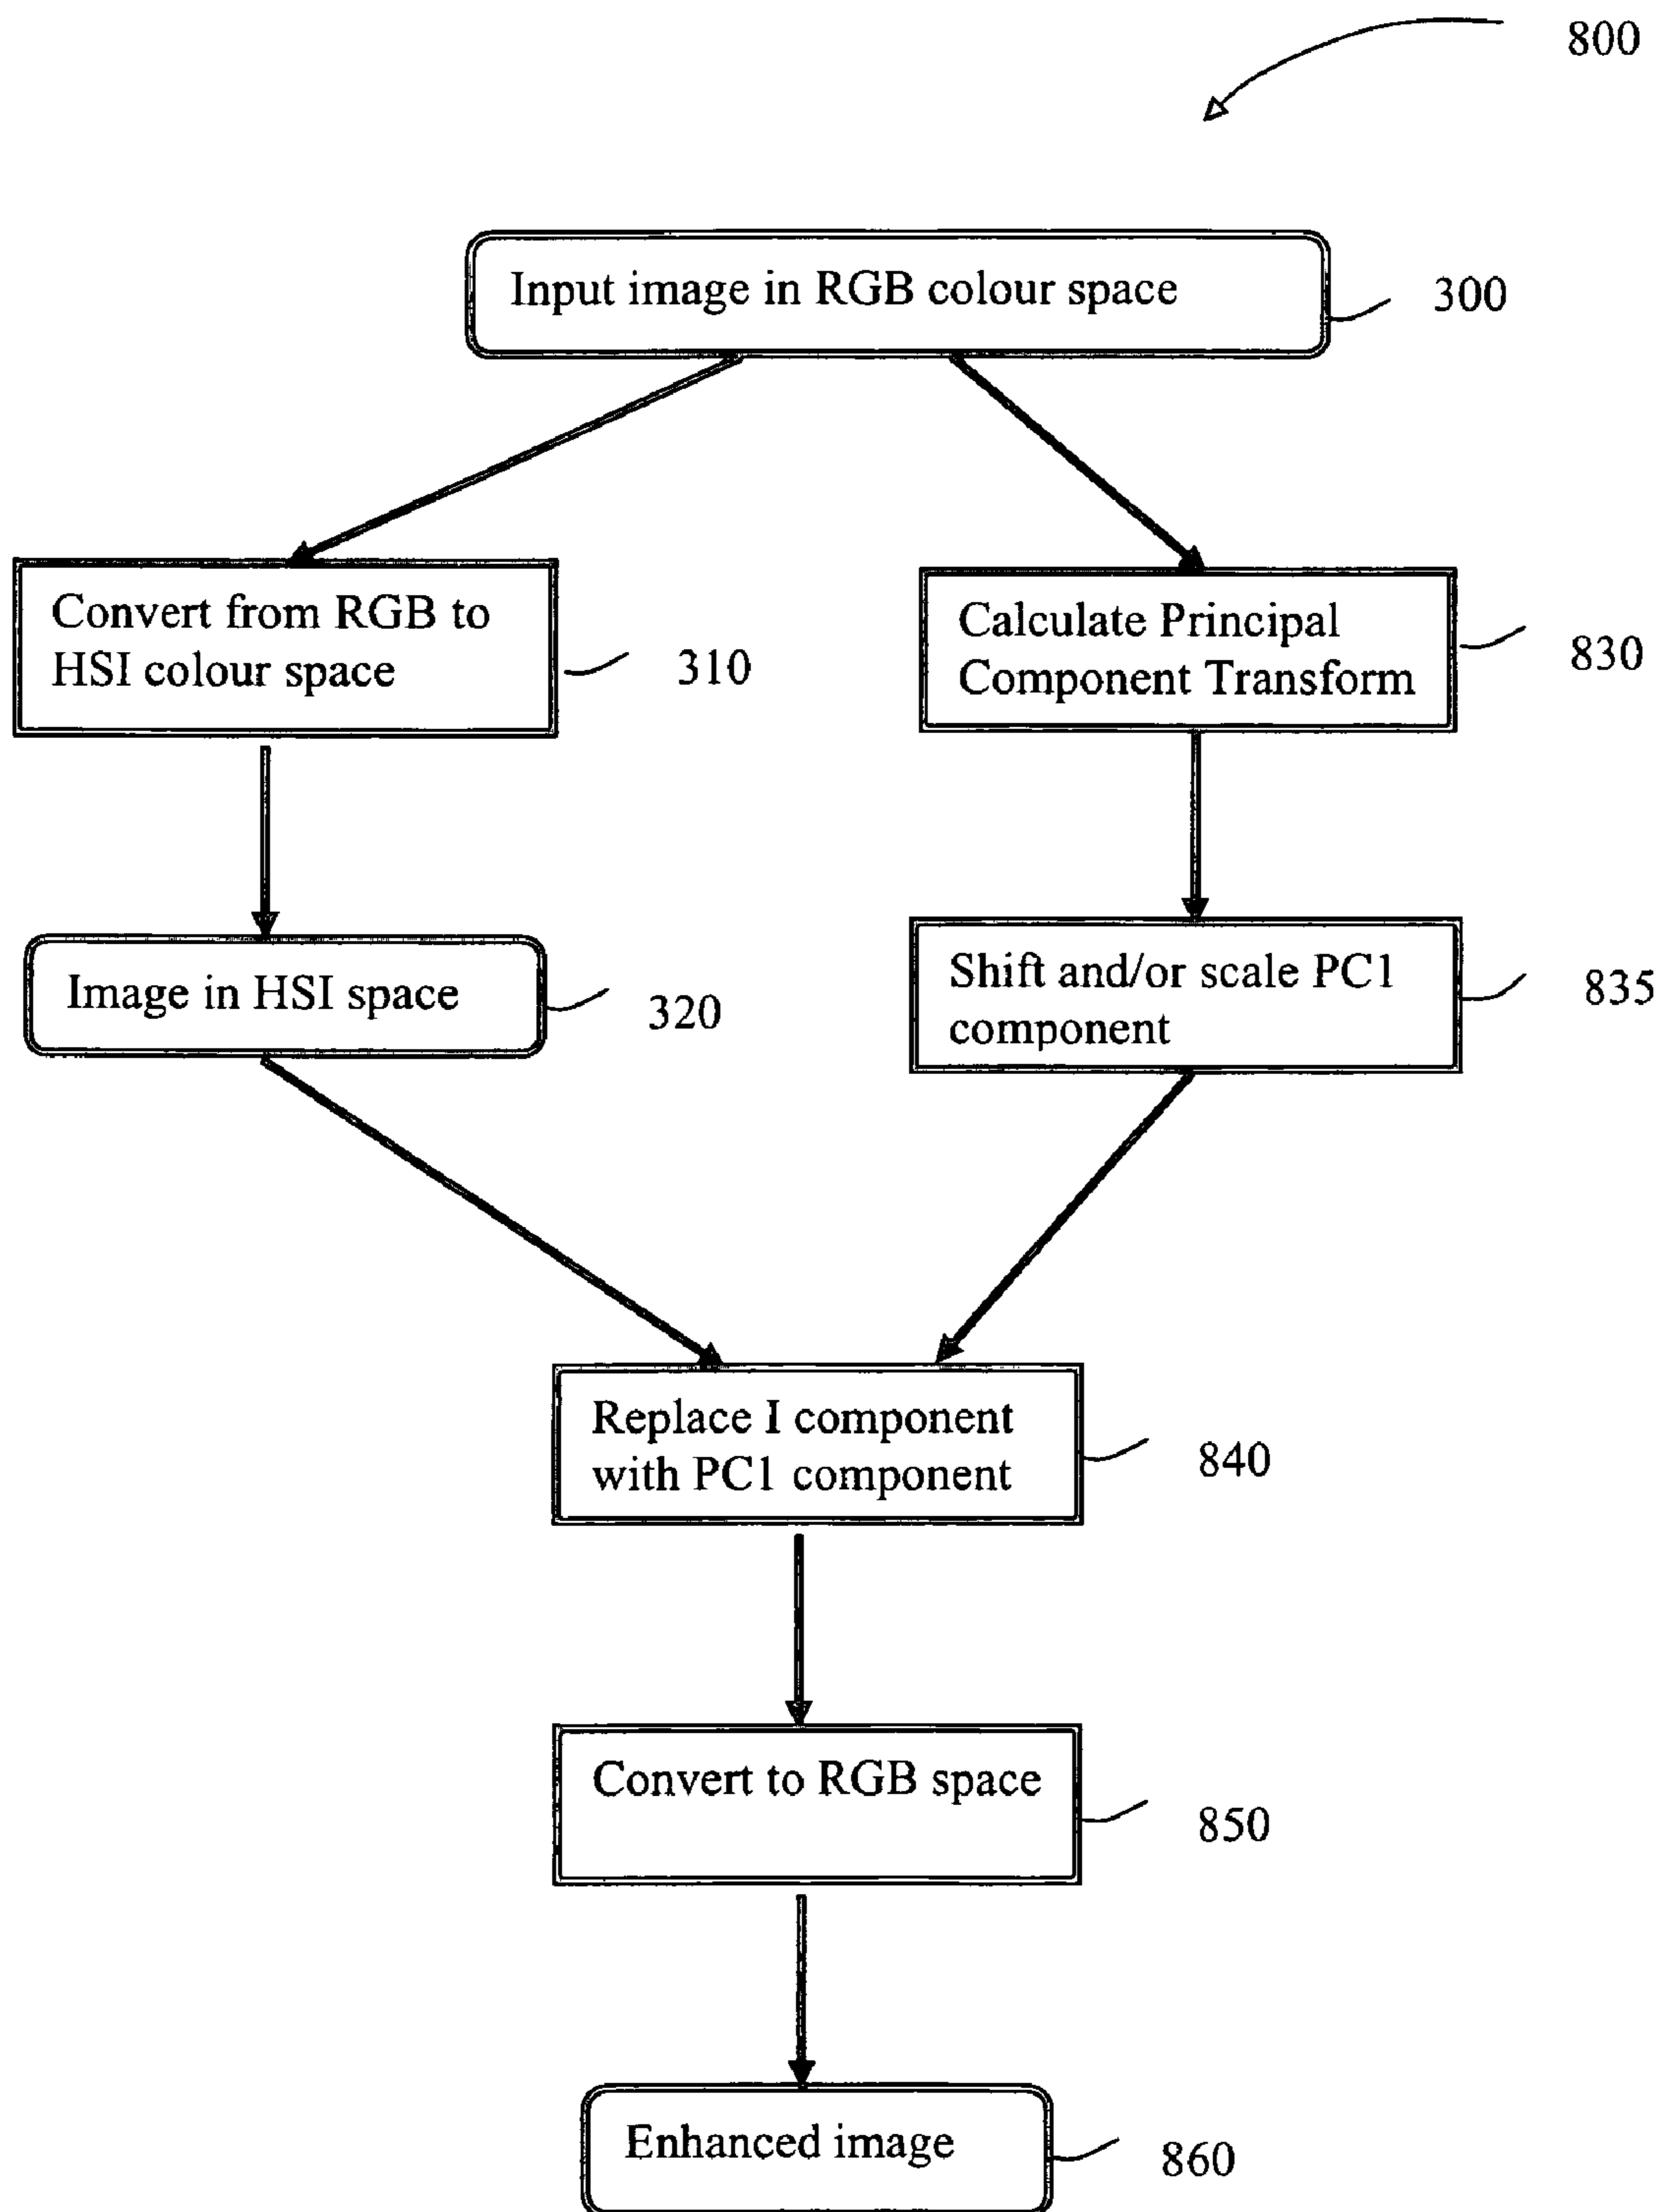 800
Input image in RGB colour space
300
Convert from RGB to
HSI colour space
310
Calculate Principal
Component Transform
830
Image in HSI space
320
Shift and/or scale PC1
component
835
Replace I component
with PC1 component
840
Convert to RGB space
850
Enhanced image
860